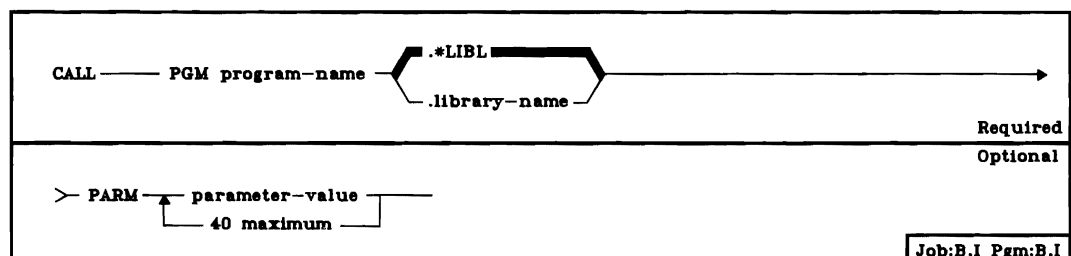 .*LIBL
CALL PGM program-name
.library-name
Required
Optional
PARM parameter-value
40 maximum
Job:B,I Pgm:B,I